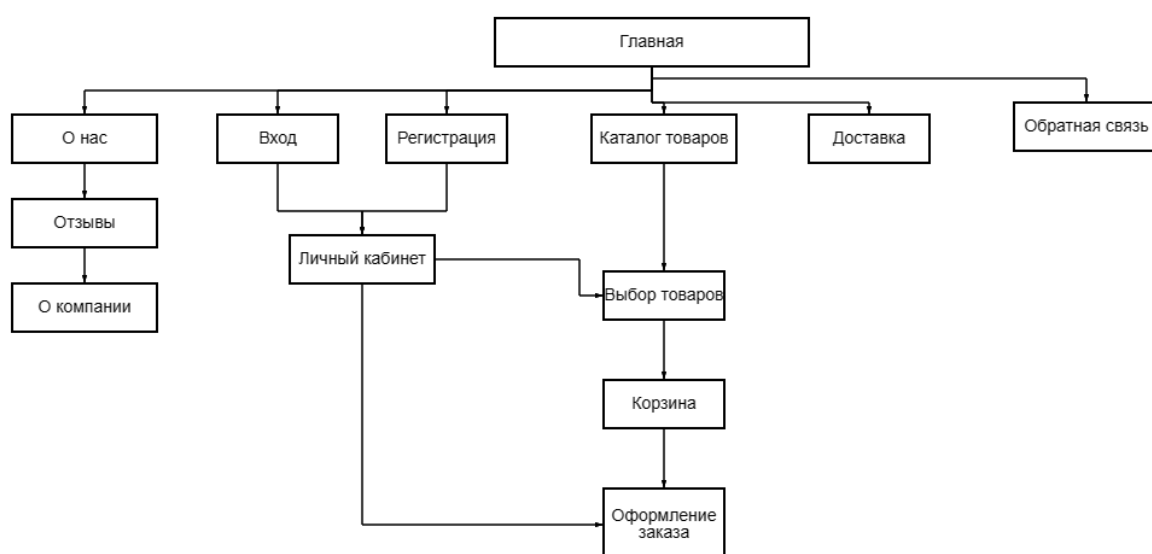 Главная
О нас
Вход
Регистрация
Каталог товаров
Доставка
Обратная связь
Отзывы
Личный кабинет
О компании
Выбор товаров
Корзина
Оформление
заказа